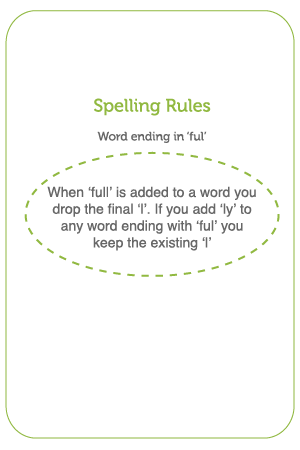 Spelling Rules
Word ending in ‘ful’
When ‘full’ is added to a word you
drop the final ‘l’. If you add ‘ly’ to
any word ending with ‘ful’ you
keep the existing ‘l’